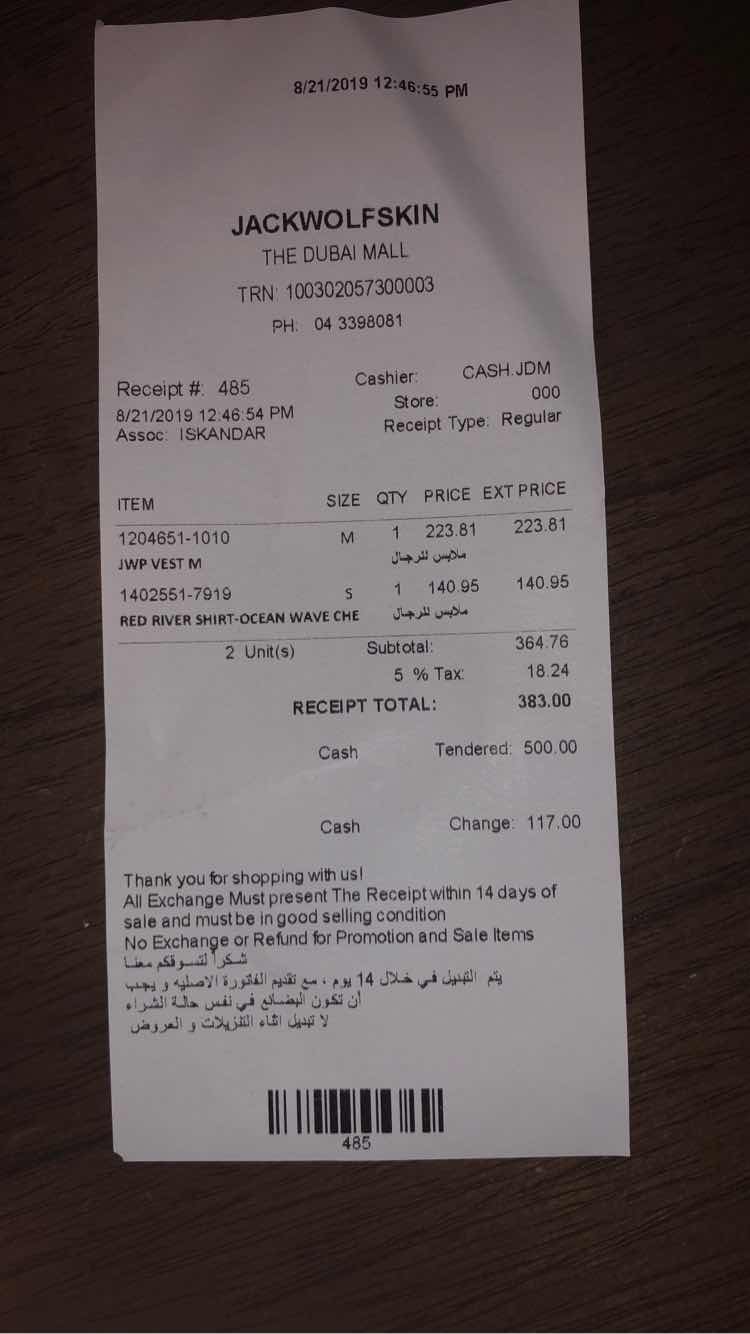 8/21/2019 12:46:55 PM
JACKWOLFSKIN
THE DUBAI MALL
TRN: 100302057300003
PH: 04 3398081
Receipt #: 485 Cashier: CASH.JDM
8/21/2019 12:46:54 PM Store: 000
Assoc: ISKANDAR Receipt Type: Regular
ITEM SIZE QTY PRICE EXT PRICE
1204651-1010 M 1 223.81 223.81
JWP VEST M ملابس للرجال
1402551-7919 S 1 140.95 140.95
RED RIVER SHIRT-OCEAN WAVE CHE ملابس للرجال
2 Unit(s) Subtotal: 364.76
5 % Tax: 18.24
RECEIPT TOTAL: 383.00
Cash Tendered: 500.00
Cash Change: 117.00
Thank you for shopping with us!
All Exchange Must present The Receipt within 14 days of
sale and must be in good selling condition
No Exchange or Refund for Promotion and Sale Items
شكراً لتسوقكم معنا
يتم التبديل في خلال 14 يوم ، مع تقديم الفاتورة الاصليه و يجب
أن تكون البضائع في نفس حالة الشراء
لا تبديل اثناء التنزيلات و العروض
485